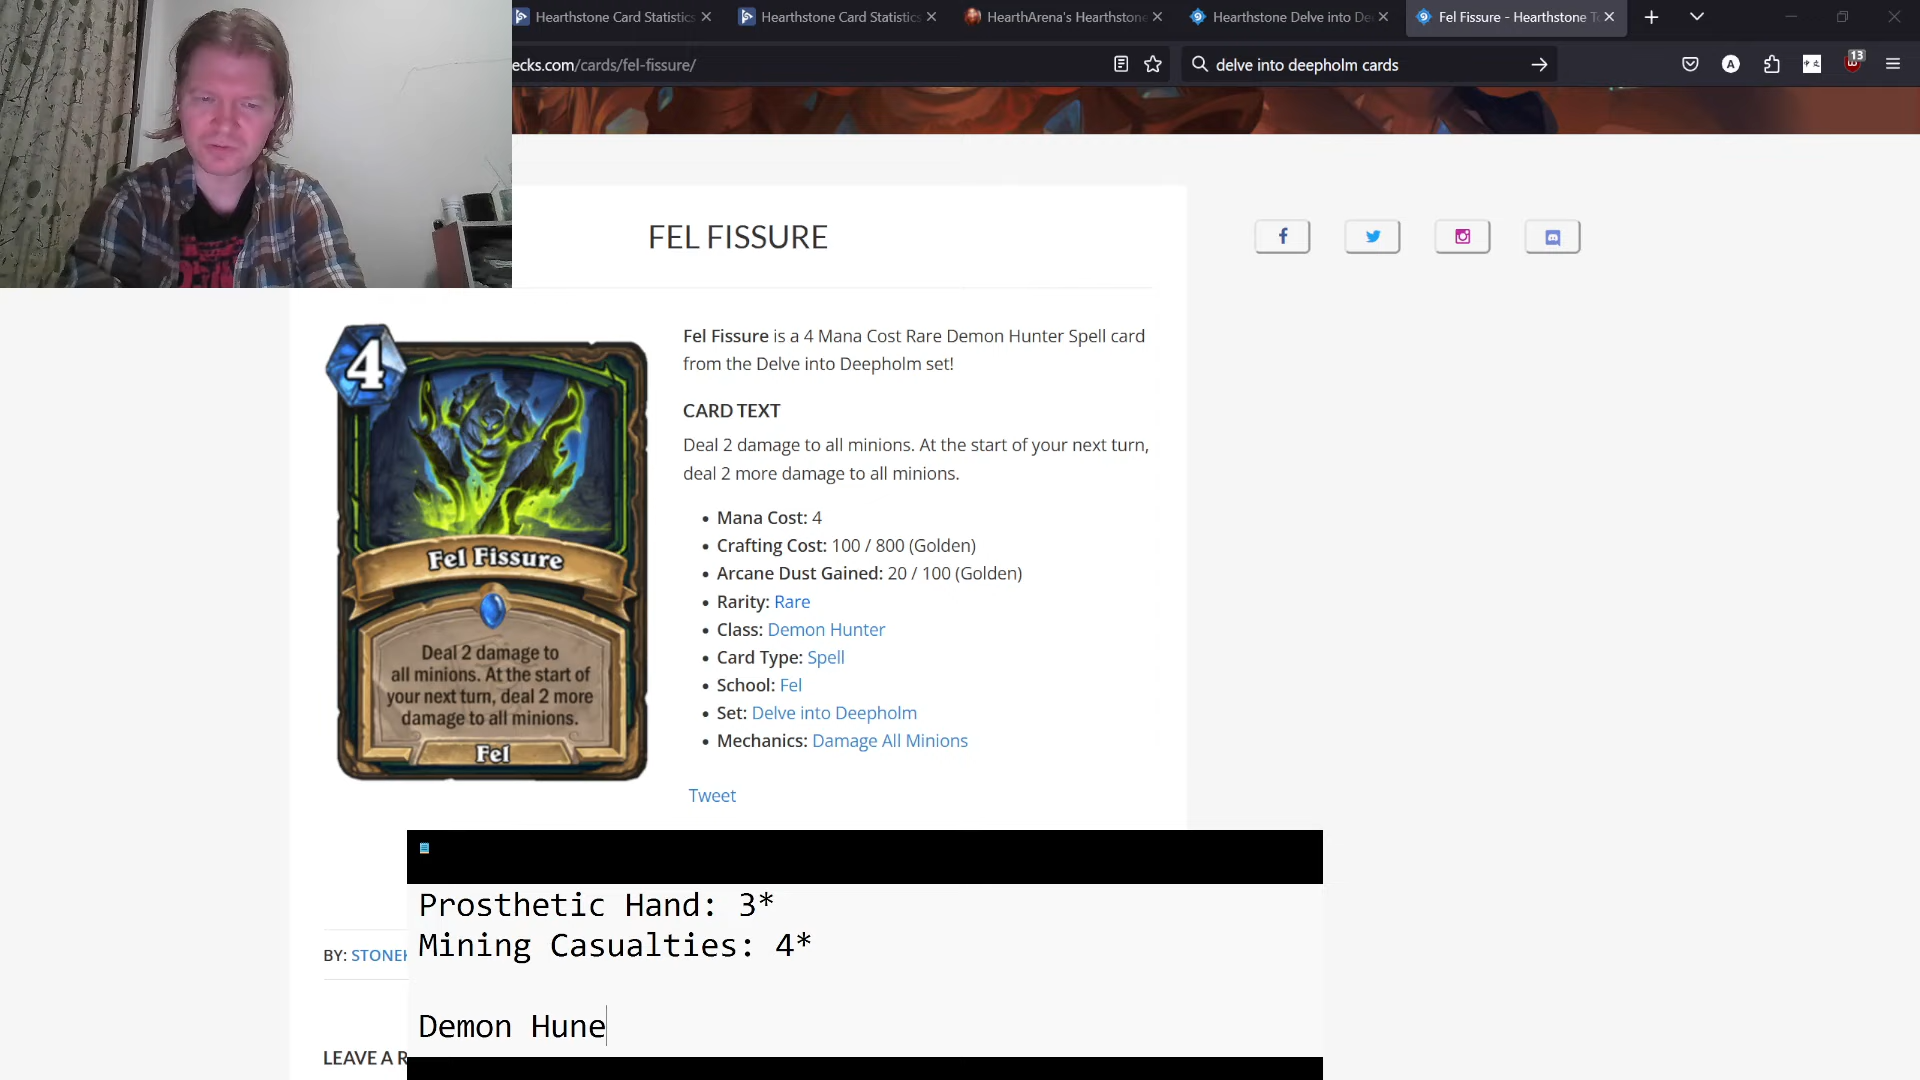 Hearthstone Card Statistics
Hearthstone Card Statistics
HearthArena's Hearthstone
Hearthstone Delve into De
Fel Fissure - Hearthstone T
ecks.com/cards/fel-fissure/
delve into deepholm cards
A
13
FEL FISSURE
4
Fel Fissure
Deal 2 damage to
all minions. At the start of
your next turn, deal 2 more
damage to all minions.
Fel
Fel Fissure is a 4 Mana Cost Rare Demon Hunter Spell card
from the Delve into Deepholm set!
CARD TEXT
Deal 2 damage to all minions. At the start of your next turn,
deal 2 more damage to all minions.
Mana Cost: 4
Crafting Cost: 100 / 800 (Golden)
Arcane Dust Gained: 20 / 100 (Golden)
Rarity: Rare
Class: Demon Hunter
Card Type: Spell
School: Fel
Set: Delve into Deepholm
Mechanics: Damage All Minions
Tweet
Prosthetic Hand: 3*
Mining Casualties: 4*
Demon Hune
BY: STONEK
LEAVE A R